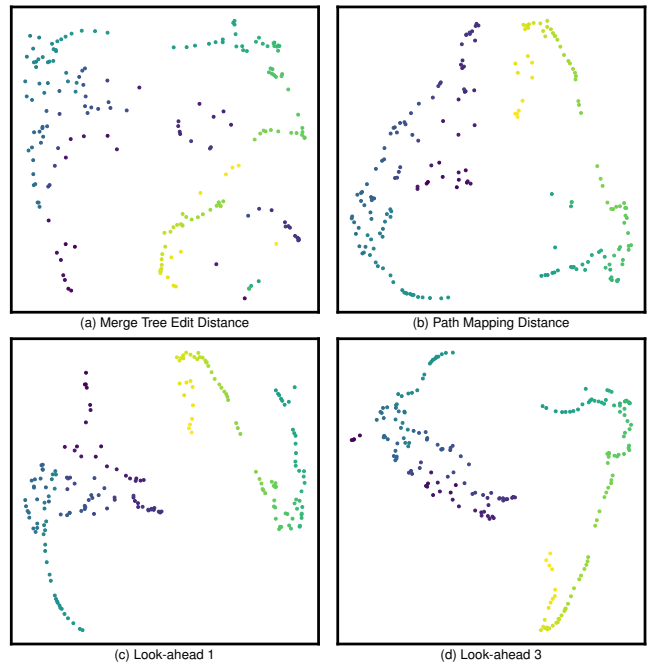 (a) Merge Tree Edit Distance
(b) Path Mapping Distance
(c) Look-ahead 1
(d) Look-ahead 3